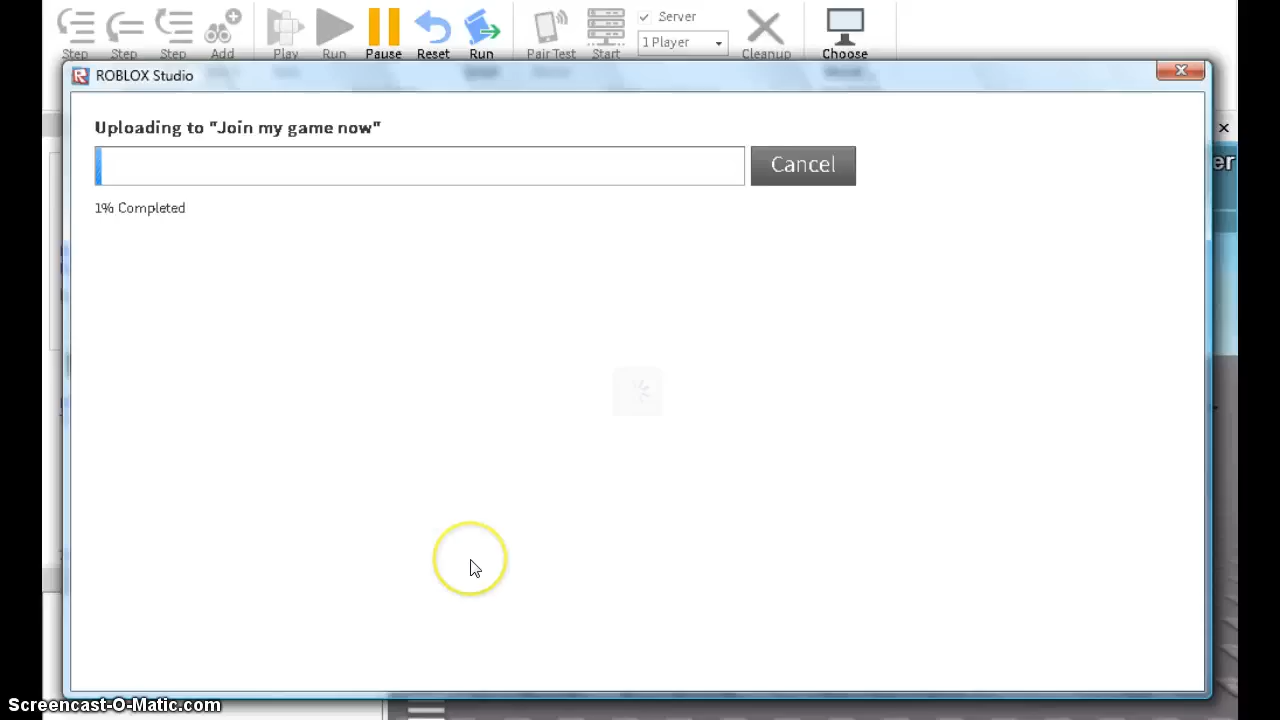 Server
1 Player
Step Step Step Add Play Run Pause Reset Run Pair Test Start Cleanup Choose
ROBLOX Studio
Uploading to "Join my game now"
Cancel
1% Completed
er
Screencast-O-Matic.com